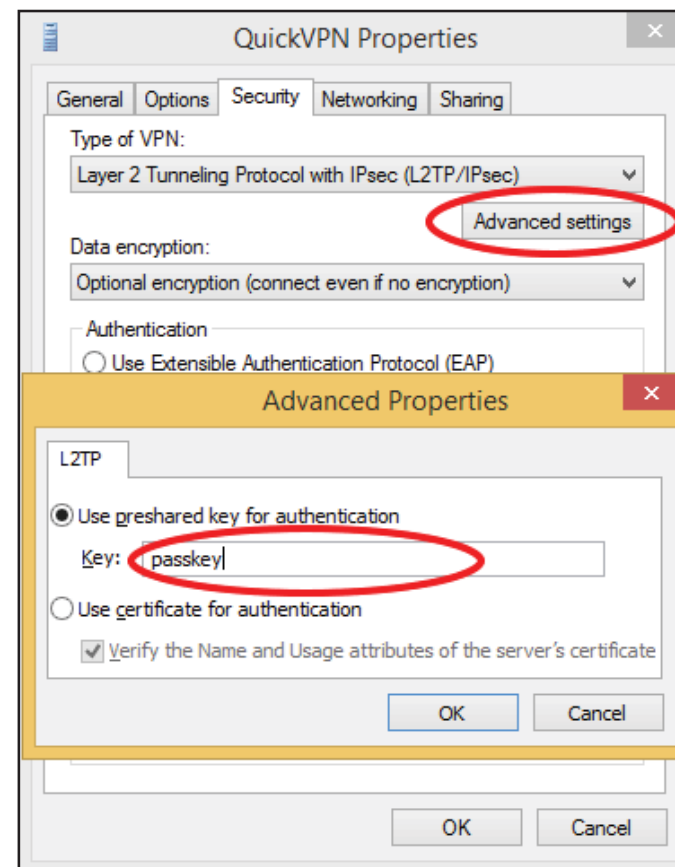 QuickVPN Properties
General Options Security Networking Sharing
Type of VPN:
Layer 2 Tunneling Protocol with IPsec (L2TP/IPsec)
Advanced settings
Data encryption:
Optional encryption (connect even if no encryption)
Authentication
Use Extensible Authentication Protocol (EAP)
Advanced Properties
L2TP
Use preshared key for authentication
Key: passkey
Use certificate for authentication
Verify the Name and Usage attributes of the server's certificate
OK Cancel
OK Cancel